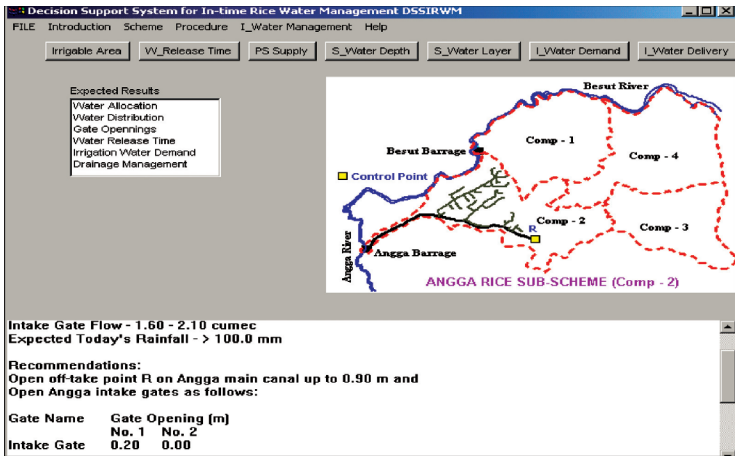 Decision Support System for In-time Rice Water Management DSSIRWM
FILE Introduction Scheme Procedure I_Water Management Help
Irrigable Area W_Release Time PS Supply S_Water Depth S_Water Layer I_Water Demand I_Water Delivery
Expected Results
Water Allocation
Water Distribution
Gate Opennings
Water Release Time
Irrigation Water Demand
Drainage Management
Besut River
Besut Barrage
Comp - 1
Comp - 4
Control Point
Comp - 2
Comp - 3
R
Angga River
Angga Barrage
ANGGA RICE SUB-SCHEME (Comp - 2)
Intake Gate Flow - 1.60 - 2.10 cumec
Expected Today's Rainfall - > 100.0 mm
Recommendations:
Open off-take point R on Angga main canal up to 0.90 m and
Open Angga intake gates as follows:
Gate Name Gate Opening (m)
No. 1 No. 2
Intake Gate 0.20 0.00